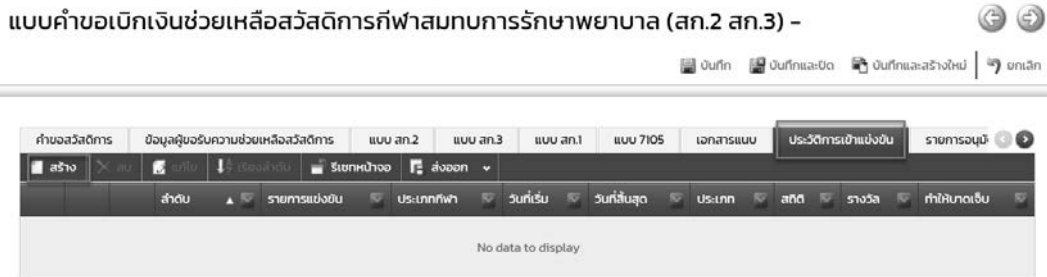 แบบคำขอเบิกเงินช่วยเหลือสวัสดิการกีฬาสมทบการรักษาพยาบาล (สก.2 สก.3) -
บันทึก บันทึกและปิด บันทึกและสร้างใหม่ ยกเลิก
คำขอสวัสดิการ ข้อมูลผู้ขอรับความช่วยเหลือสวัสดิการ แบบ สก.2 แบบ สก.3 แบบ สก.1 แบบ 7105 เอกสารแนบ ประวัติการเข้าแข่งขัน รายการอนุมั
สร้าง ลบ แก้ไข เรียงลำดับ รีเซทหน้าจอ ส่งออก
ลำดับ รายการแข่งขัน ประเภทกีฬา วันที่เริ่ม วันที่สิ้นสุด ประเภท สถิติ รางวัล ทำให้บาดเจ็บ
No data to display